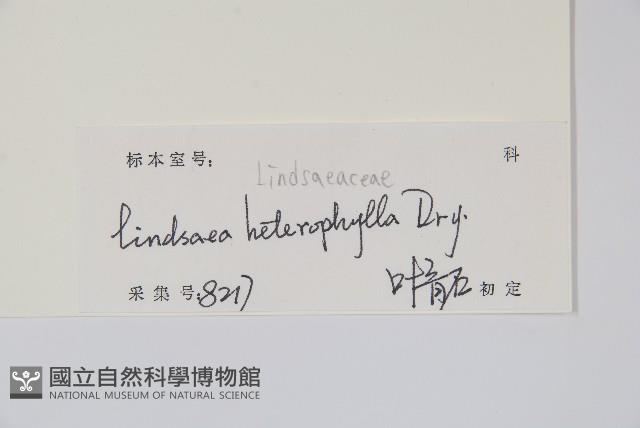 标本室号: 科
Lindsaeaceae
lindsaea heterophylla Dry.
采集号: 8217 叶 初定
國立自然科學博物館
NATIONAL MUSEUM OF NATURAL SCIENCE